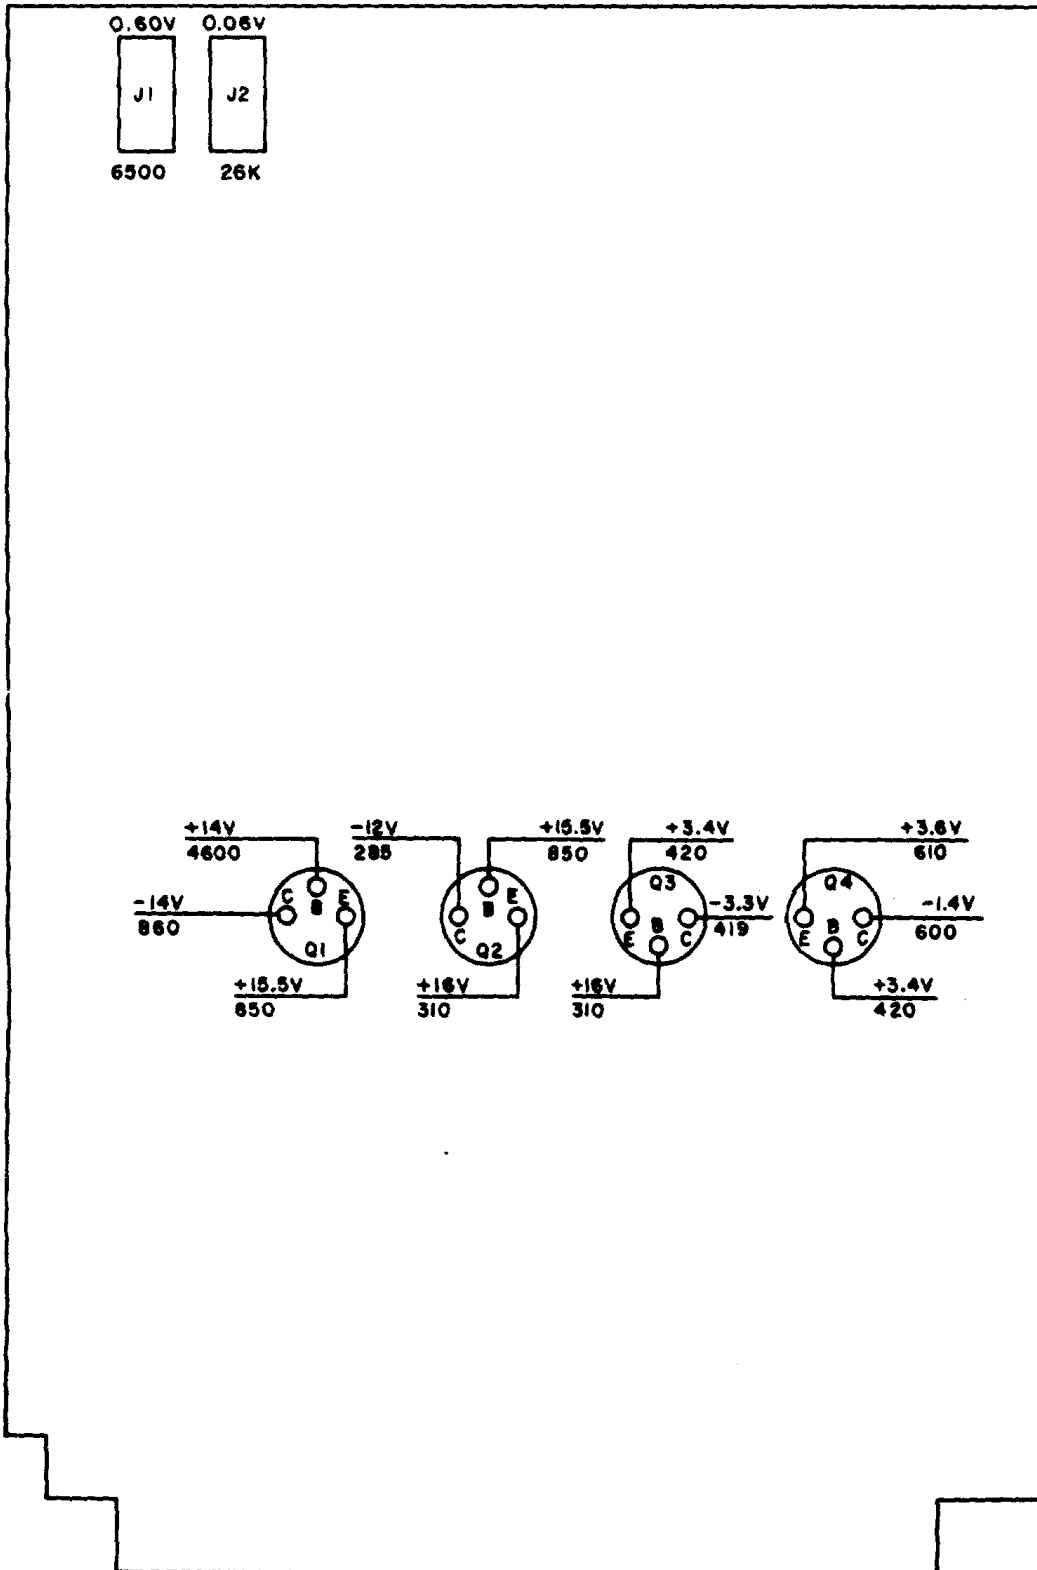 0.60V 0.06V
J1 J2
6500 26K
+14V
4600
-12V
285
+15.5V
850
+3.4V
420
+3.6V
610
C B E
Q1
-14V
860
+15.5V
850
C B E
Q2
+16V
310
Q3
E B C
-3.3V
419
+16V
310
Q4
E B C
-1.4V
600
+3.4V
420